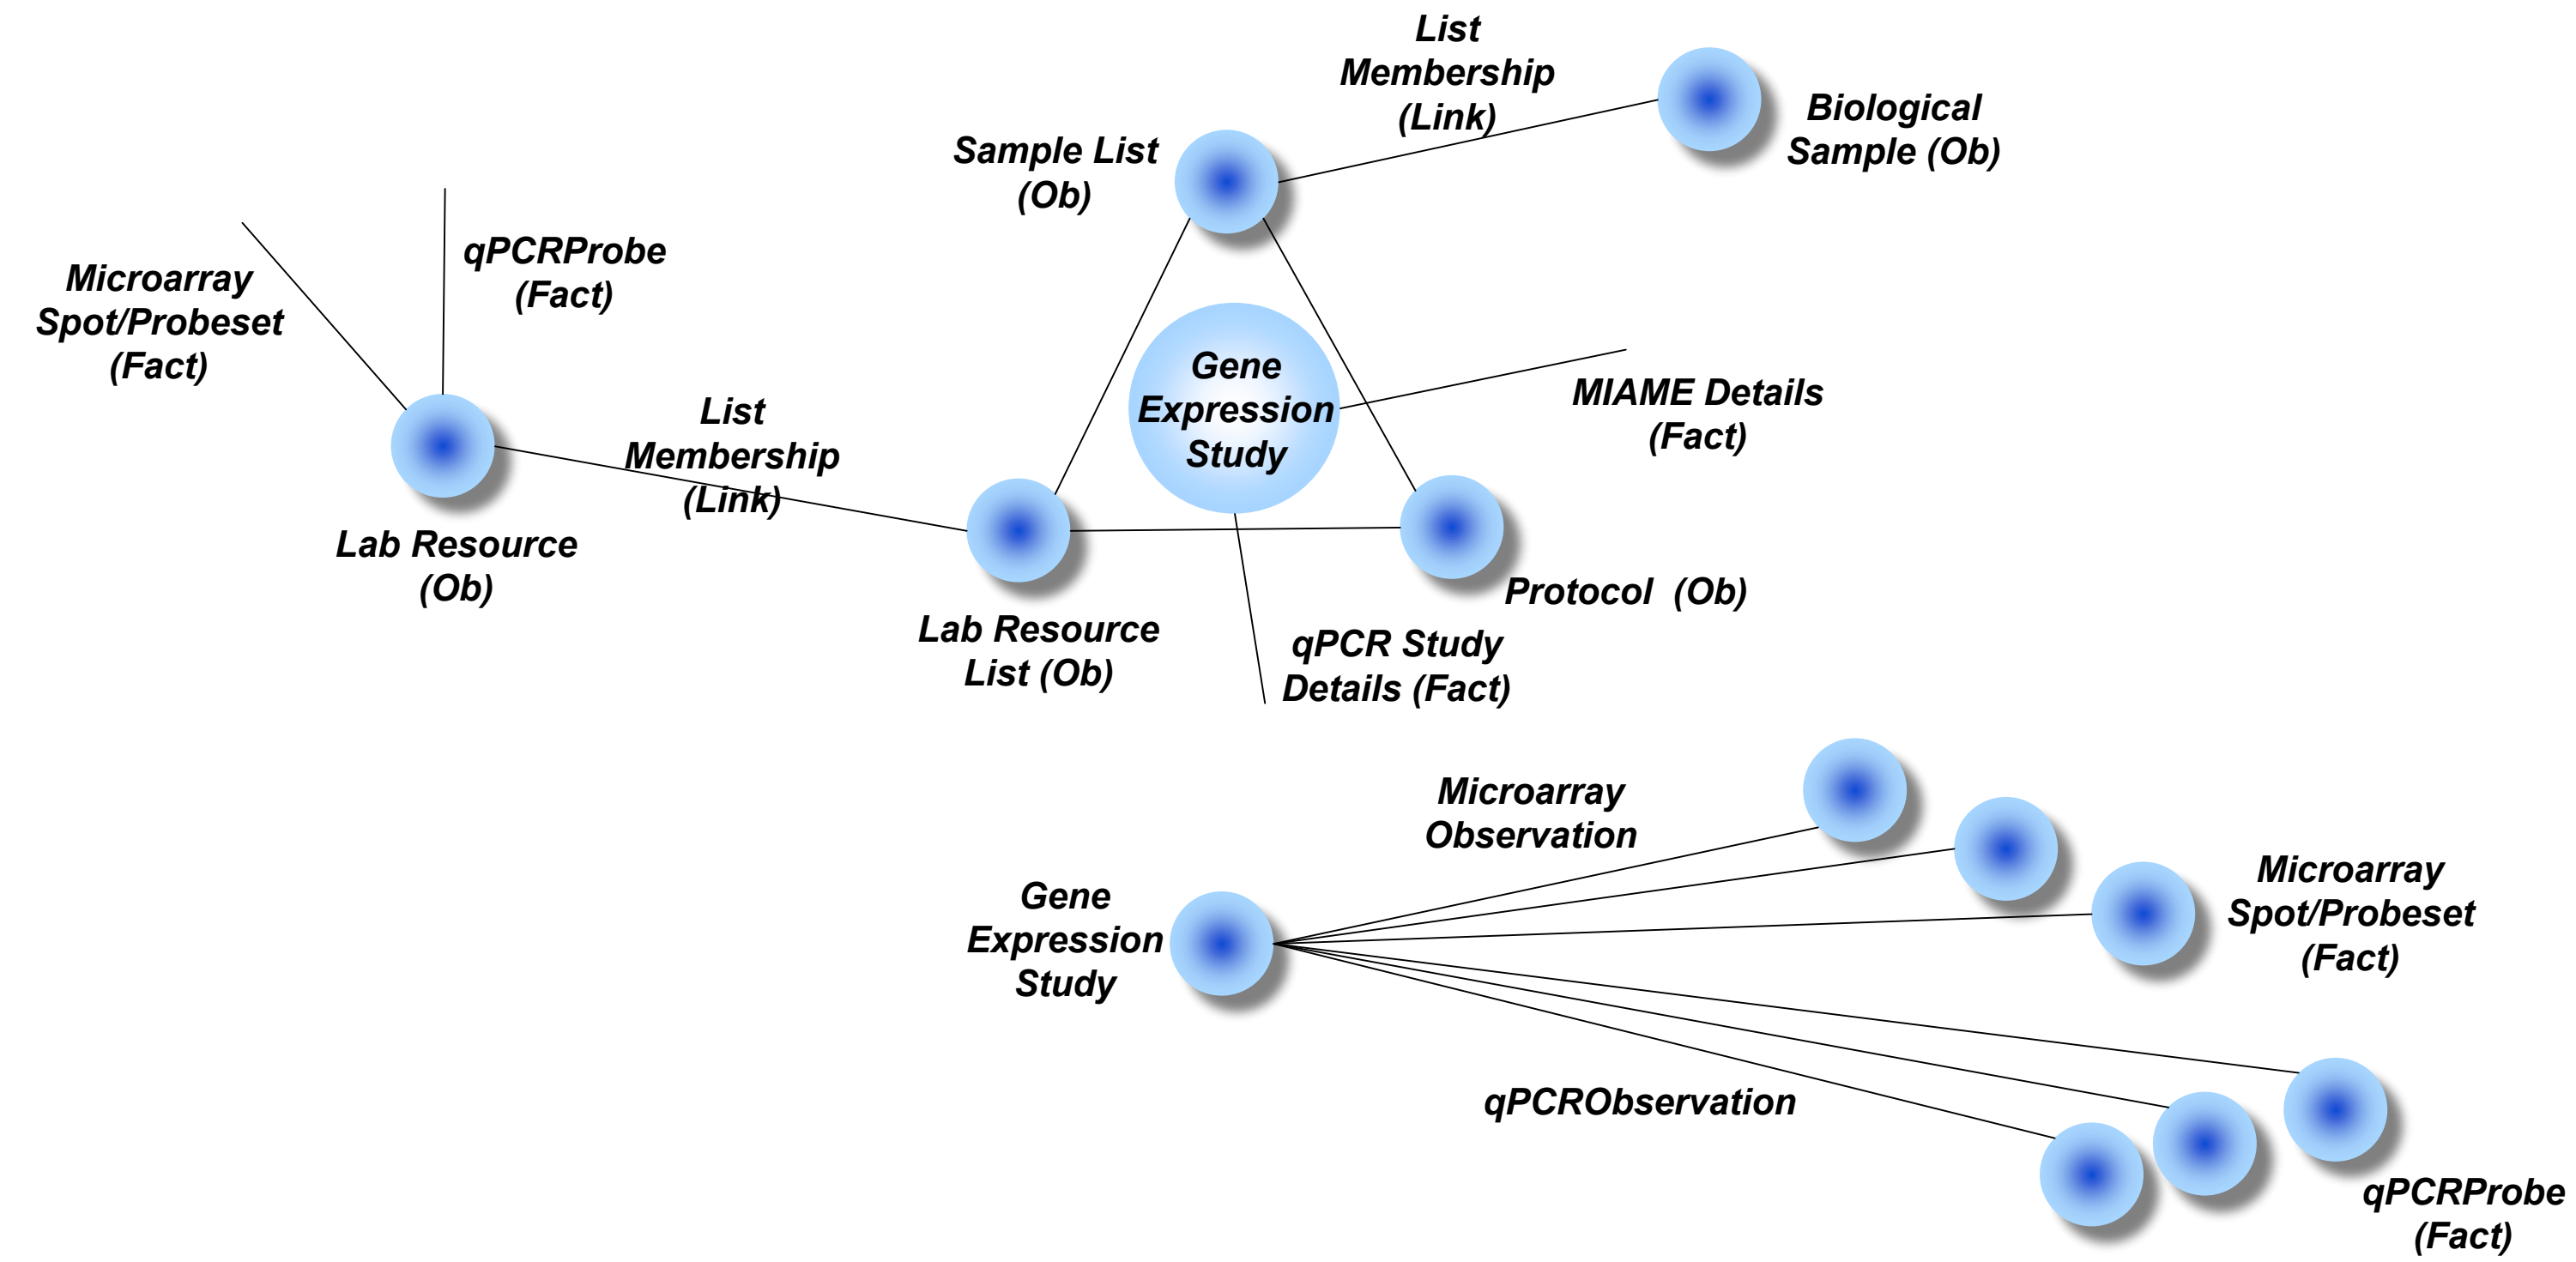 List
Membership
(Link)
Biological
Sample (Ob)
Sample List
(Ob)
qPCRProbe
(Fact)
Microarray
Spot/Probeset
(Fact)
Gene
Expression
Study
MIAME Details
(Fact)
List
Membership
(Link)
Lab Resource
(Ob)
Protocol  (Ob)
Lab Resource
List (Ob)
qPCR Study
Details (Fact)
Microarray
Observation
Microarray
Spot/Probeset
(Fact)
Gene
Expression
Study
qPCRObservation
qPCRProbe
(Fact)